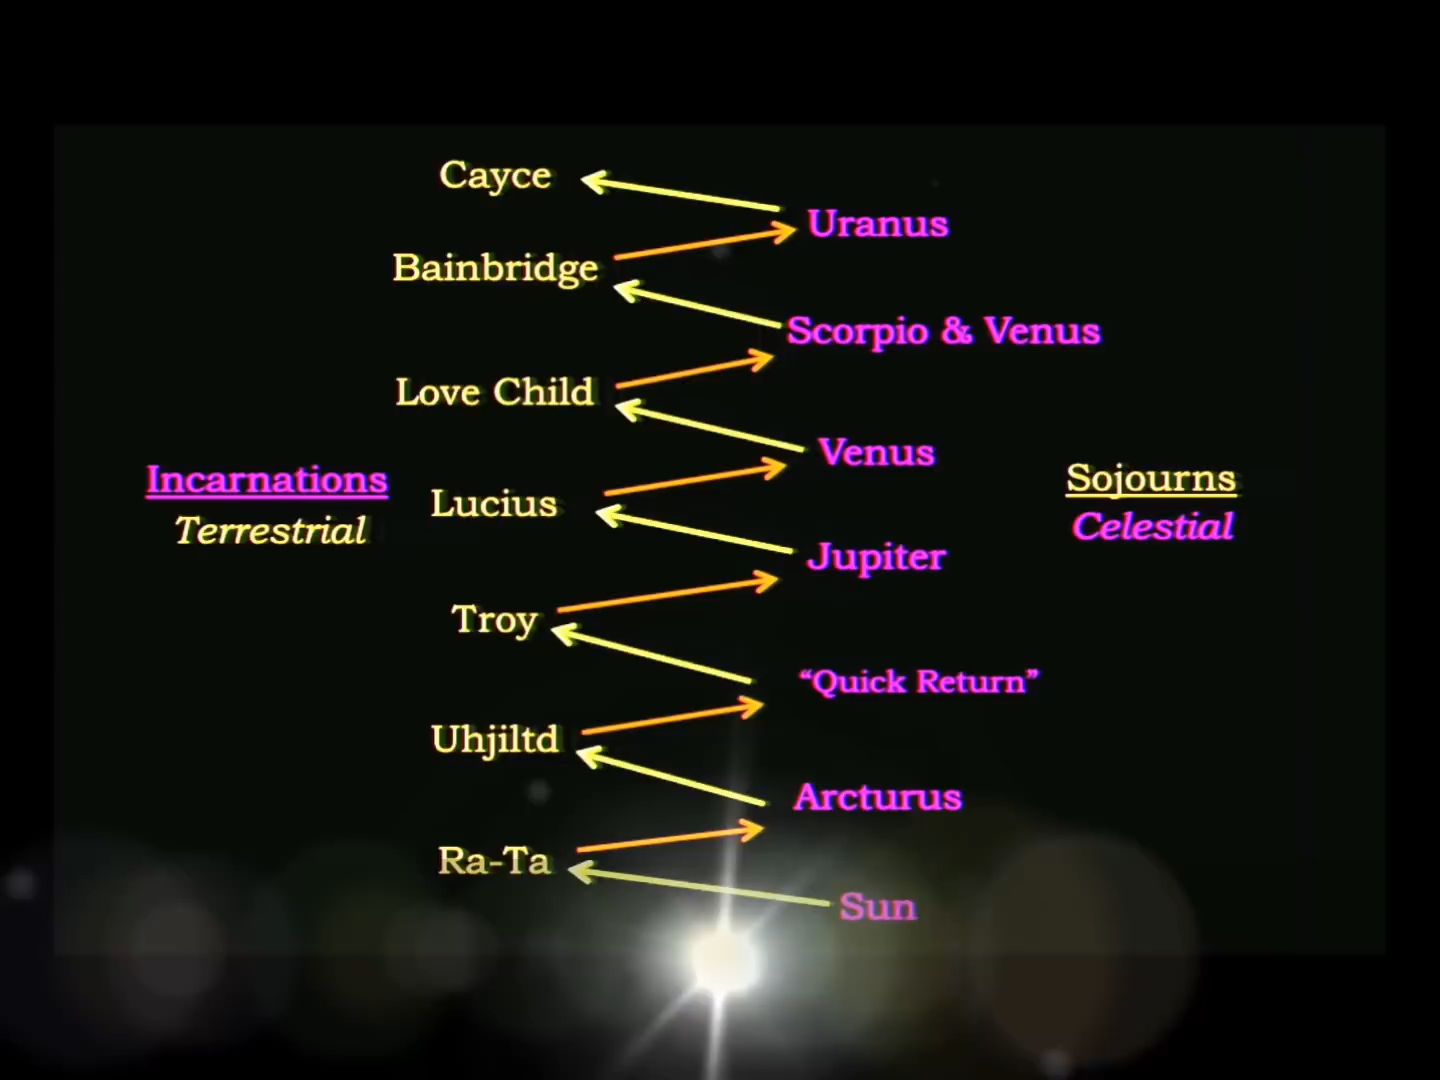 Cayce
Uranus
Bainbridge
Scorpio & Venus
Love Child
Venus
Incarnations
Terrestrial
Lucius
Sojourns
Celestial
Jupiter
Troy
“Quick Return”
Uhjiltd
Arcturus
Ra-Ta
Sun